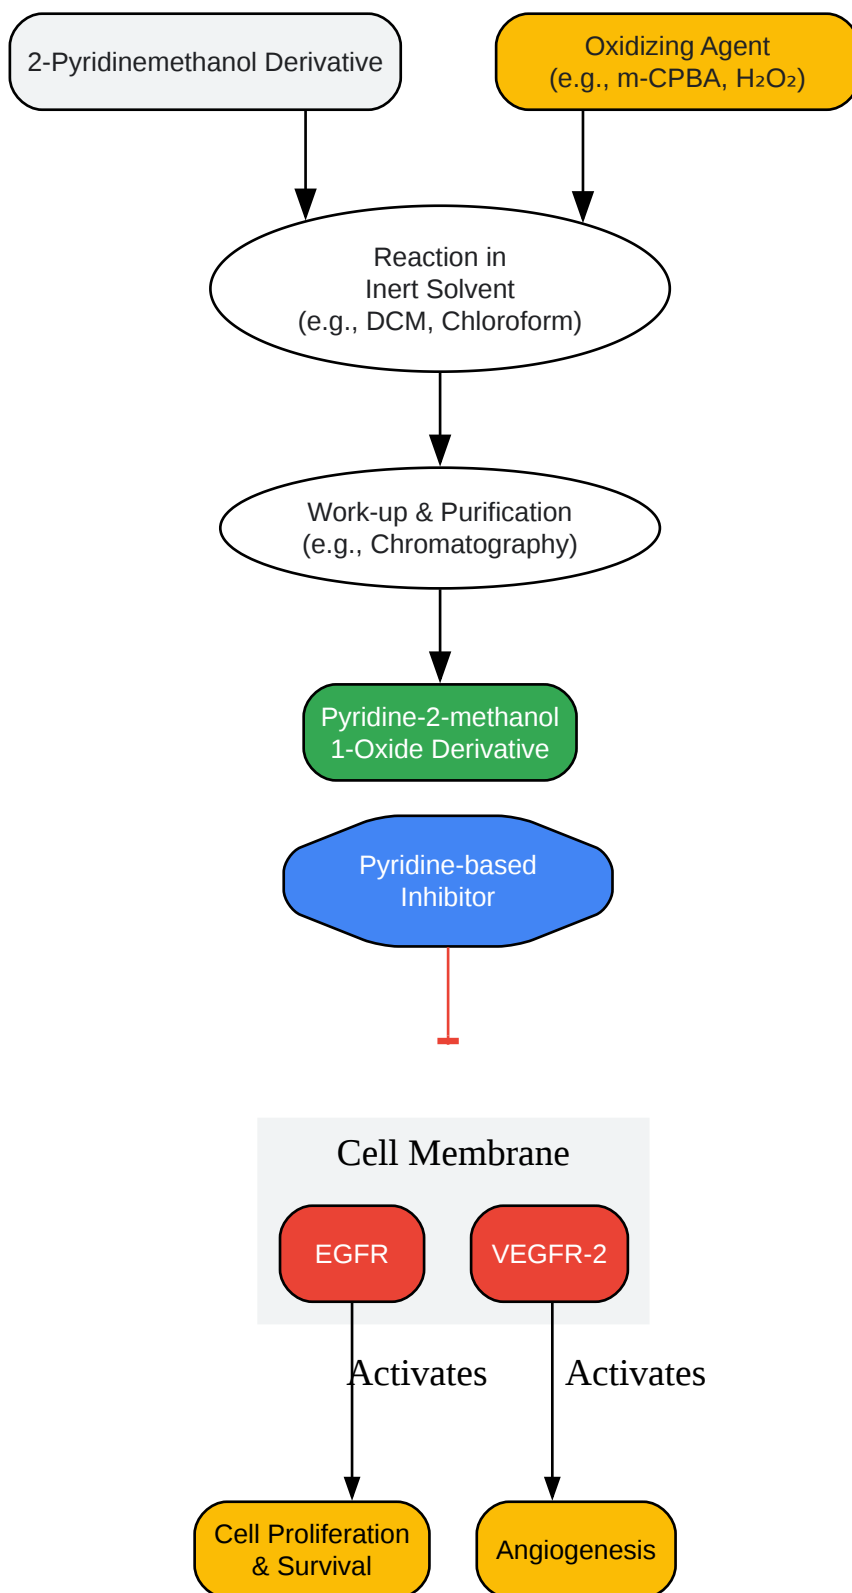 2-Pyridinemethanol Derivative
Oxidizing Agent
(e.g., m-CPBA, H₂O₂)
Reaction in
Inert Solvent
(e.g., DCM, Chloroform)
Work-up & Purification
(e.g., Chromatography)
Pyridine-2-methanol
1-Oxide Derivative
Pyridine-based
Inhibitor
Cell Membrane
EGFR
VEGFR-2
Activates
Activates
Cell Proliferation
& Survival
Angiogenesis